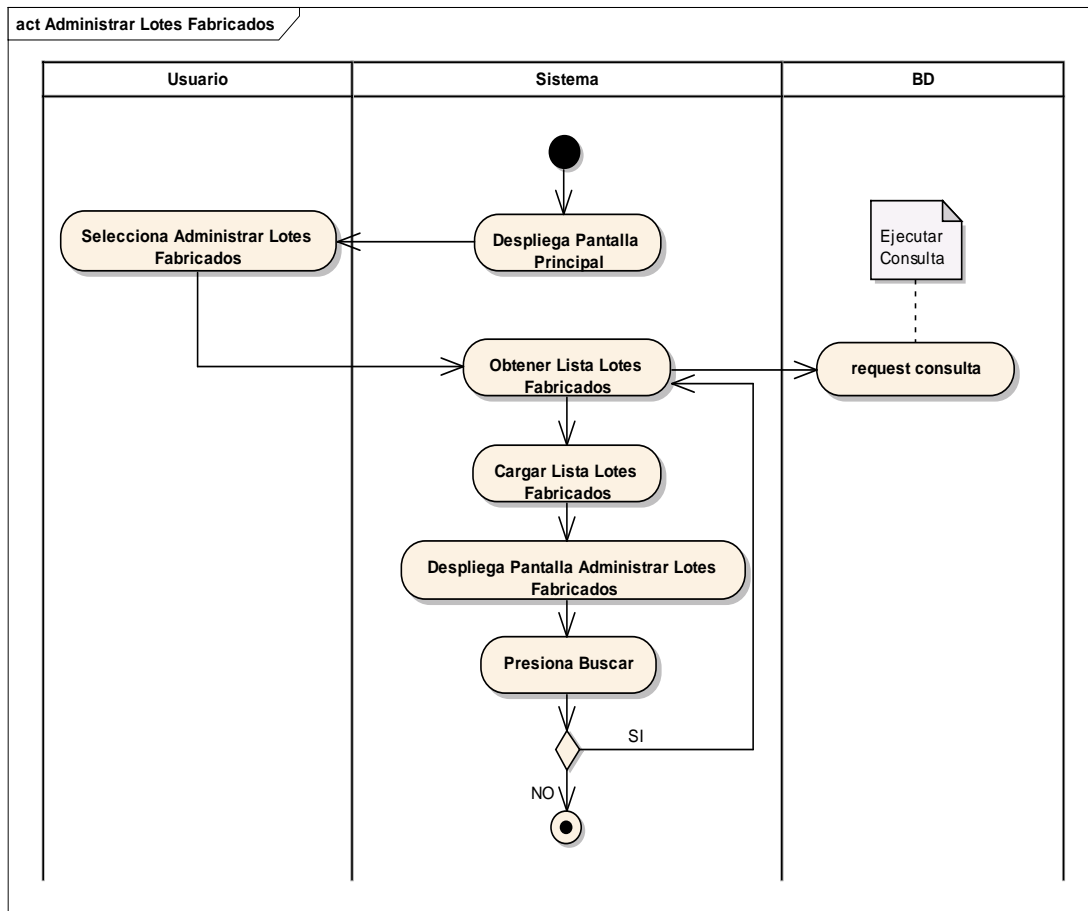 act Administrar Lotes Fabricados
Usuario
Sistema
BD
Selecciona Administrar Lotes
Fabricados
Despliega Pantalla
Principal
Ejecutar
Consulta
Obtener Lista Lotes
Fabricados
request consulta
Cargar Lista Lotes
Fabricados
Despliega Pantalla Administrar Lotes
Fabricados
Presiona Buscar
SI
NO